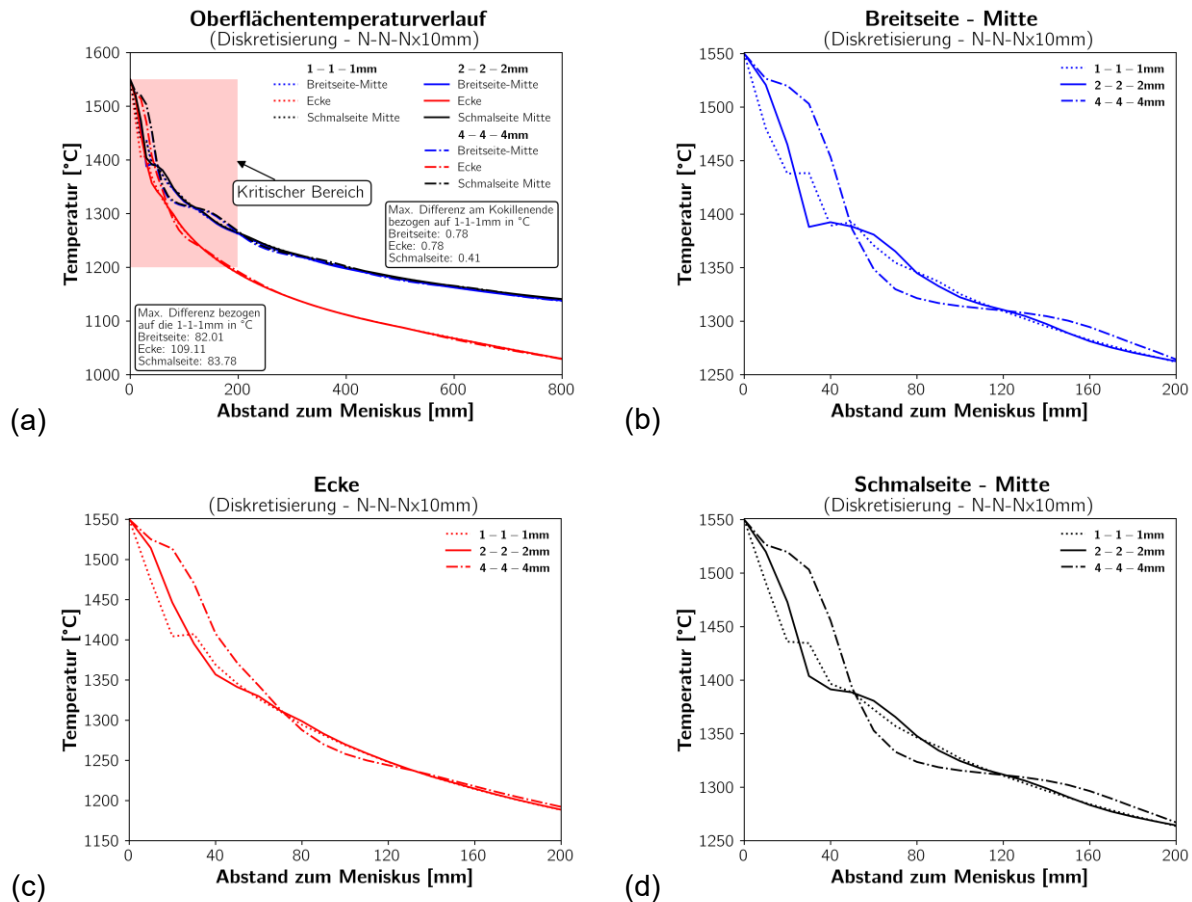 Oberflächentemperaturverlauf
(Diskretisierung - N-N-Nx10mm)
1600
1500
1400
1300
1200
1100
1000
Temperatur [°C]
1 – 1 – 1mm
Breitseite-Mitte
Ecke
Schmalseite Mitte
2 – 2 – 2mm
Breitseite-Mitte
Ecke
Schmalseite Mitte
4 – 4 – 4mm
Breitseite-Mitte
Ecke
Schmalseite Mitte
Kritischer Bereich
Max. Differenz am Kokillenende
bezogen auf 1-1-1mm in °C
Breitseite: 0.78
Ecke: 0.78
Schmalseite: 0.41
Max. Differenz bezogen
auf die 1-1-1mm in °C
Breitseite: 82.01
Ecke: 109.11
Schmalseite: 83.78
0 200 400 600 800
Abstand zum Meniskus [mm]
(a)
Breitseite - Mitte
(Diskretisierung - N-N-Nx10mm)
1550
1500
1450
1400
1350
1300
1250
Temperatur [°C]
1 – 1 – 1mm
2 – 2 – 2mm
4 – 4 – 4mm
0 40 80 120 160 200
Abstand zum Meniskus [mm]
(b)
Ecke
(Diskretisierung - N-N-Nx10mm)
1550
1500
1450
1400
1350
1300
1250
1200
1150
Temperatur [°C]
1 – 1 – 1mm
2 – 2 – 2mm
4 – 4 – 4mm
0 40 80 120 160 200
Abstand zum Meniskus [mm]
(c)
Schmalseite - Mitte
(Diskretisierung - N-N-Nx10mm)
1550
1500
1450
1400
1350
1300
1250
Temperatur [°C]
1 – 1 – 1mm
2 – 2 – 2mm
4 – 4 – 4mm
0 40 80 120 160 200
Abstand zum Meniskus [mm]
(d)